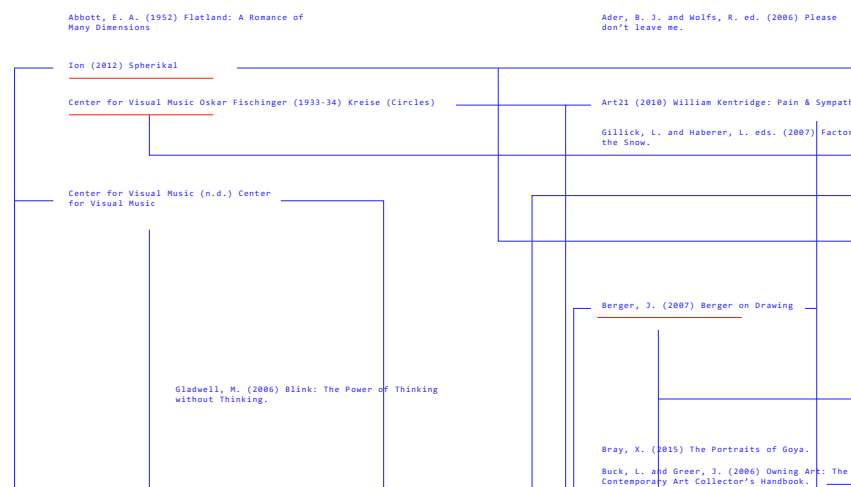 Abbott, E. A. (1952) Flatland: A Romance of
Many Dimensions
Ader, B. J. and Wolfs, R. ed. (2006) Please
don't leave me.
Ion (2012) Spherikal
Center for Visual Music Oskar Fischinger (1933-34) Kreise (Circles)
Art21 (2010) William Kentridge: Pain & Sympath
Gillick, L. and Haberer, L. eds. (2007) Factor
the Snow.
Center for Visual Music (n.d.) Center
for Visual Music
Berger, J. (2007) Berger on Drawing
Gladwell, M. (2006) Blink: The Power of Thinking
without Thinking.
Bray, X. (2015) The Portraits of Goya.
Buck, L. and Greer, J. (2006) Owning Art: The
Contemporary Art Collector's Handbook.